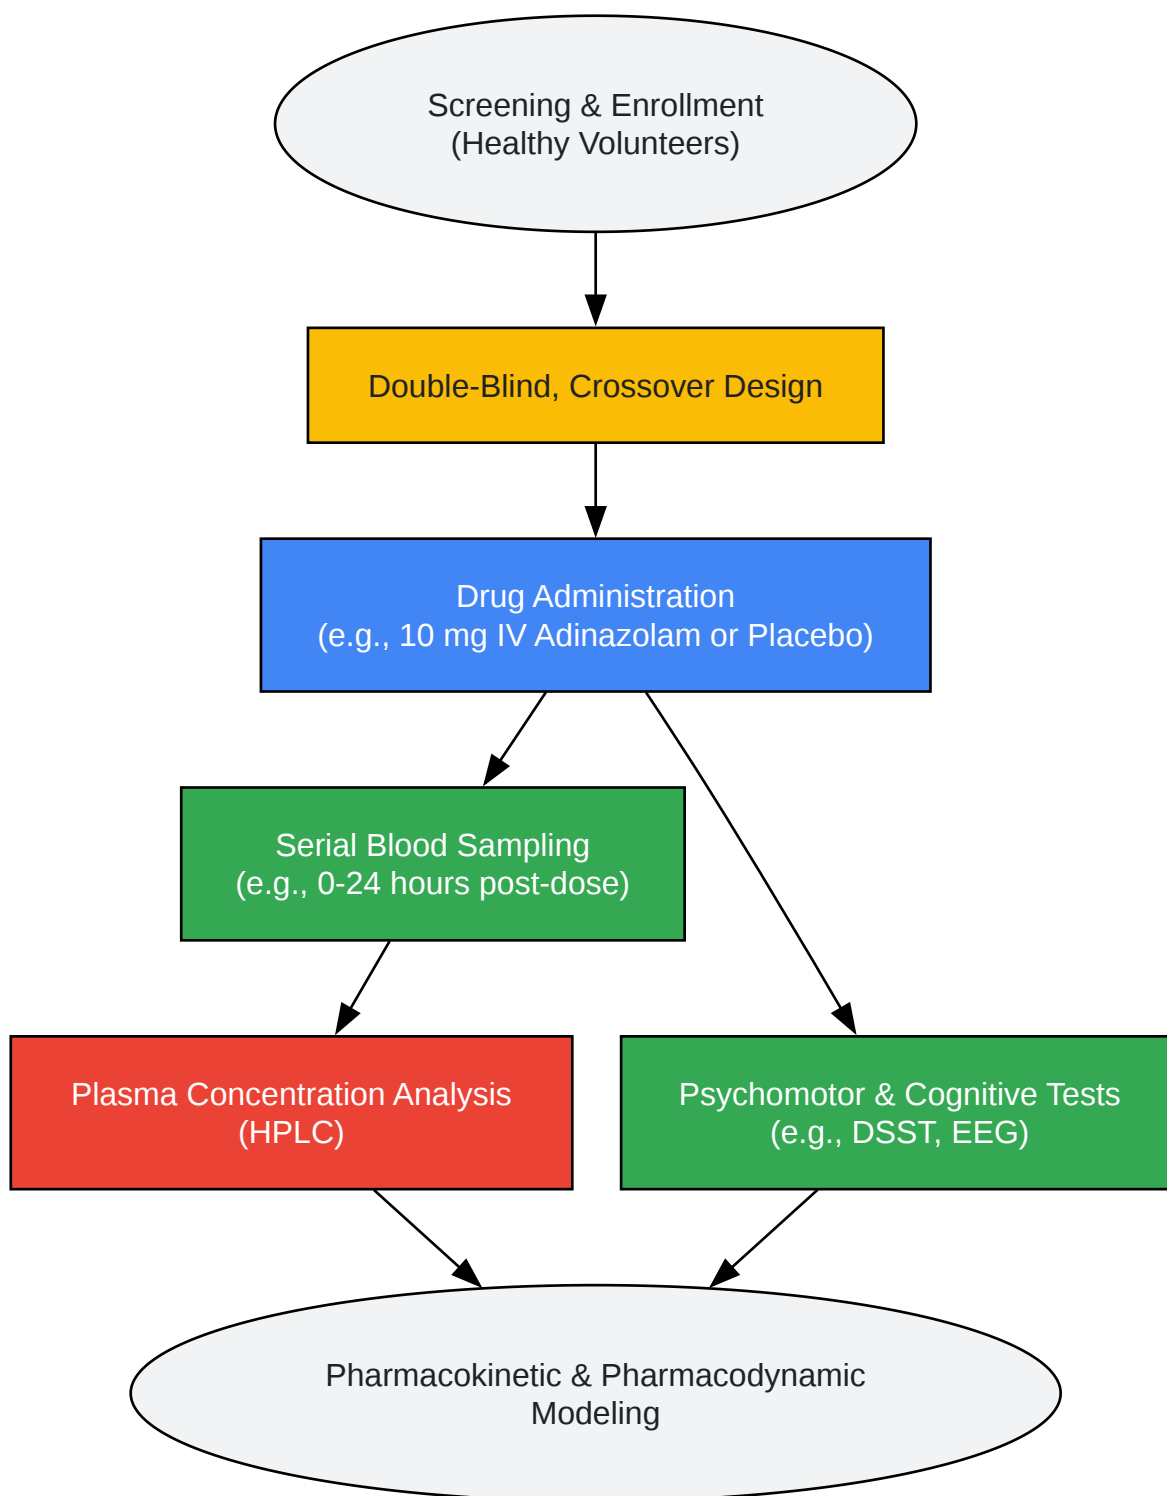 Screening & Enrollment
(Healthy Volunteers)
Double-Blind, Crossover Design
Drug Administration
(e.g., 10 mg IV Adinazolam or Placebo)
Serial Blood Sampling
(e.g., 0-24 hours post-dose)
Plasma Concentration Analysis
(HPLC)
Psychomotor & Cognitive Tests
(e.g., DSST, EEG)
Pharmacokinetic & Pharmacodynamic
Modeling